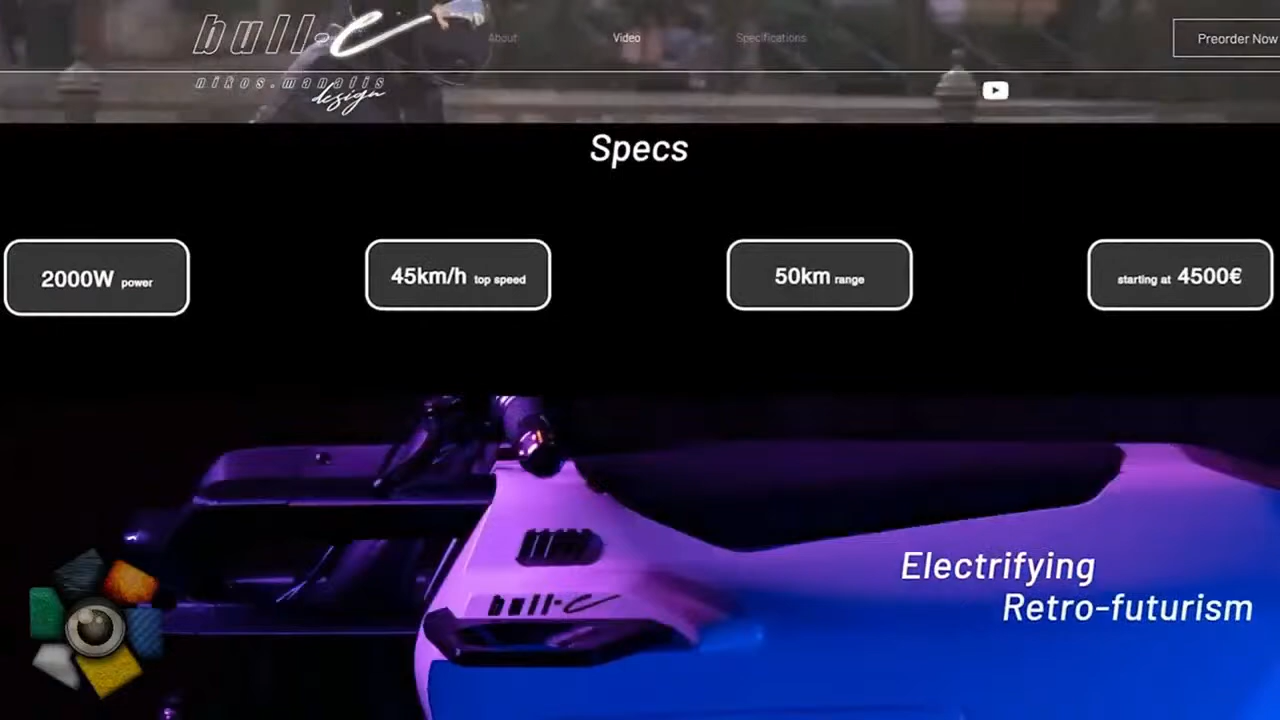 bull-e
About
Video
Specifications
Preorder Now
nikos.manafis
design
Specs
2000W power
45km/h top speed
50km range
starting at 4500€
bull-e
Electrifying
Retro-futurism